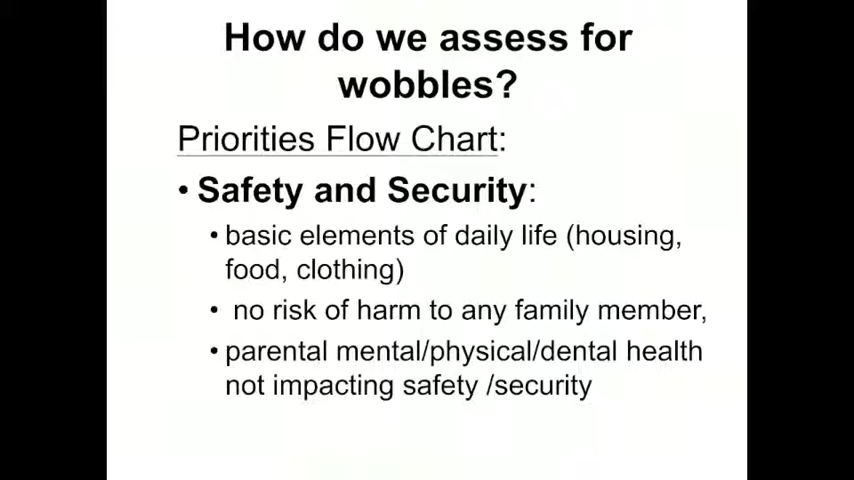 How do we assess for
wobbles?
Priorities Flow Chart:
• Safety and Security:
• basic elements of daily life (housing,
food, clothing)
• no risk of harm to any family member,
• parental mental/physical/dental health
not impacting safety /security